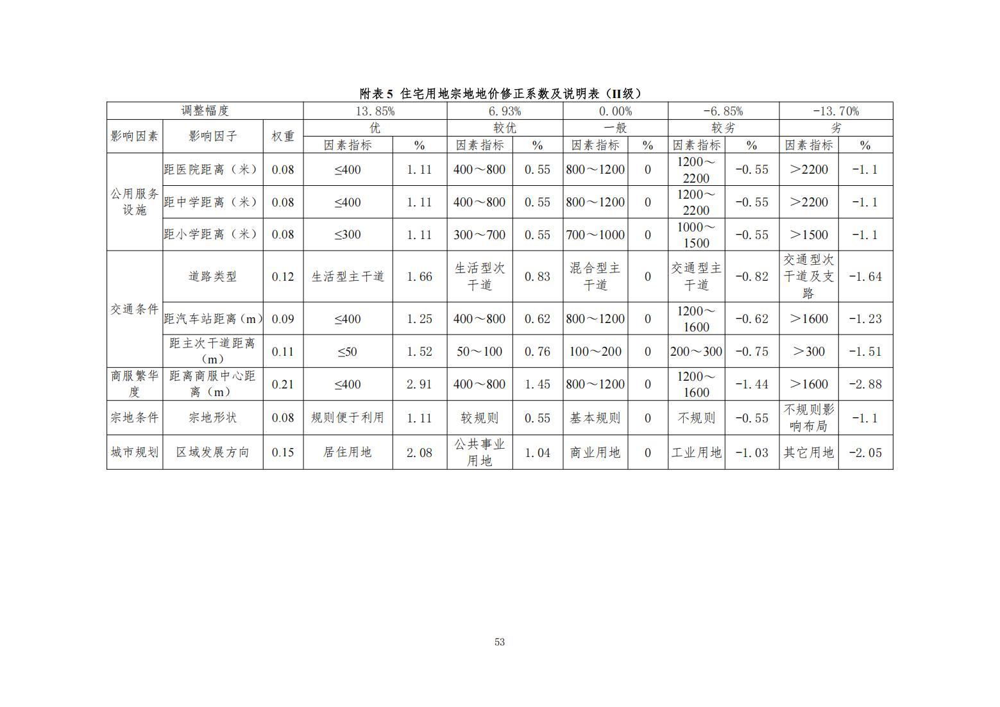 附表 5 住宅用地宗地地价修正系数及说明表（II级）
调整幅度 13.85% 6.93% 0.00% -6.85% -13.70%
影响因素 影响因子 权重 优 较优 一般 较劣 劣
因素指标 % 因素指标 % 因素指标 % 因素指标 % 因素指标 %
公用服务设施 距医院距离（米） 0.08 ≤400 1.11 400～800 0.55 800～1200 0 1200～2200 -0.55 ＞2200 -1.1
距中学距离（米） 0.08 ≤400 1.11 400～800 0.55 800～1200 0 1200～2200 -0.55 ＞2200 -1.1
距小学距离（米） 0.08 ≤300 1.11 300～700 0.55 700～1000 0 1000～1500 -0.55 ＞1500 -1.1
交通条件 道路类型 0.12 生活型主干道 1.66 生活型次干道 0.83 混合型主干道 0 交通型主干道 -0.82 交通型次干道及支路 -1.64
距汽车站距离（m） 0.09 ≤400 1.25 400～800 0.62 800～1200 0 1200～1600 -0.62 ＞1600 -1.23
距主次干道距离（m） 0.11 ≤50 1.52 50～100 0.76 100～200 0 200～300 -0.75 ＞300 -1.51
商服繁华度 距离商服中心距离（m） 0.21 ≤400 2.91 400～800 1.45 800～1200 0 1200～1600 -1.44 ＞1600 -2.88
宗地条件 宗地形状 0.08 规则便于利用 1.11 较规则 0.55 基本规则 0 不规则 -0.55 不规则影响布局 -1.1
城市规划 区域发展方向 0.15 居住用地 2.08 公共事业用地 1.04 商业用地 0 工业用地 -1.03 其它用地 -2.05
53